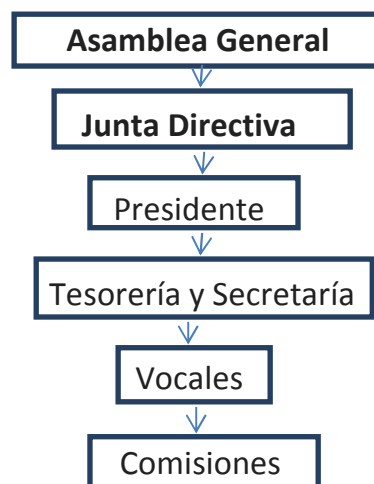 Asamblea General
Junta Directiva
Presidente
Tesorería y Secretaría
Vocales
Comisiones